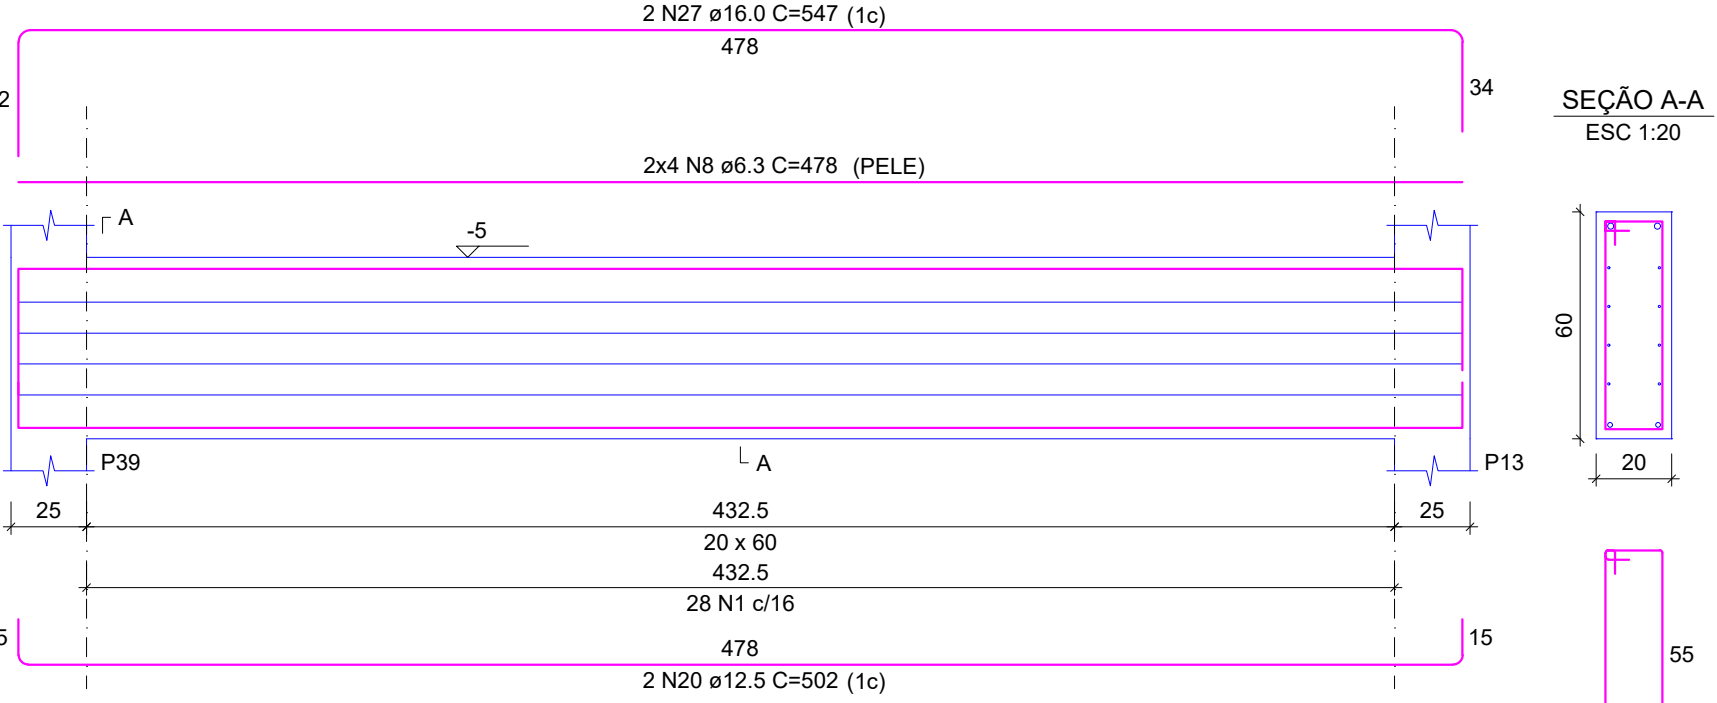 2 N27 ø16.0 C=547 (1c)
478
2
34
SEÇÃO A-A
ESC 1:20
2x4 N8 ø6.3 C=478 (PELE)
A
-5
60
P39
A
P13
20
25
432.5
25
20 x 60
432.5
28 N1 c/16
5
478
15
55
2 N20 ø12.5 C=502 (1c)